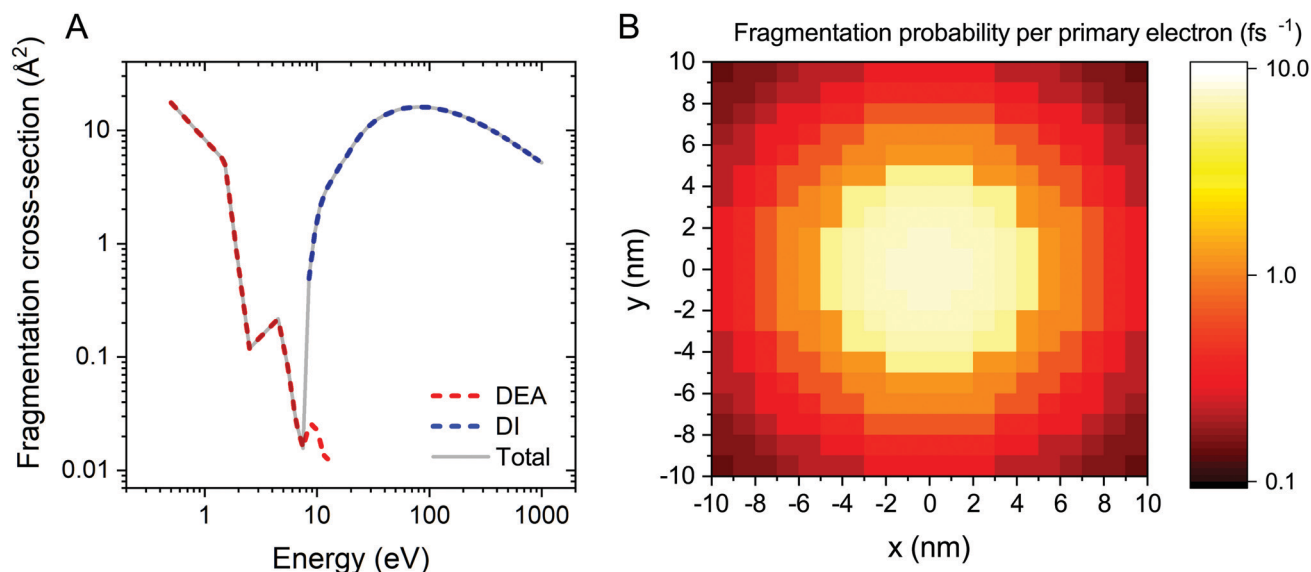 A
Fragmentation cross-section (Å²)
10
1
0.1
0.01
DEA
DI
Total
1
10
100
1000
Energy (eV)
B
Fragmentation probability per primary electron (fs ⁻¹)
10
8
6
4
2
0
-2
-4
-6
-8
-10
y (nm)
-10 -8 -6 -4 -2 0 2 4 6 8 10
x (nm)
10.0
1.0
0.1